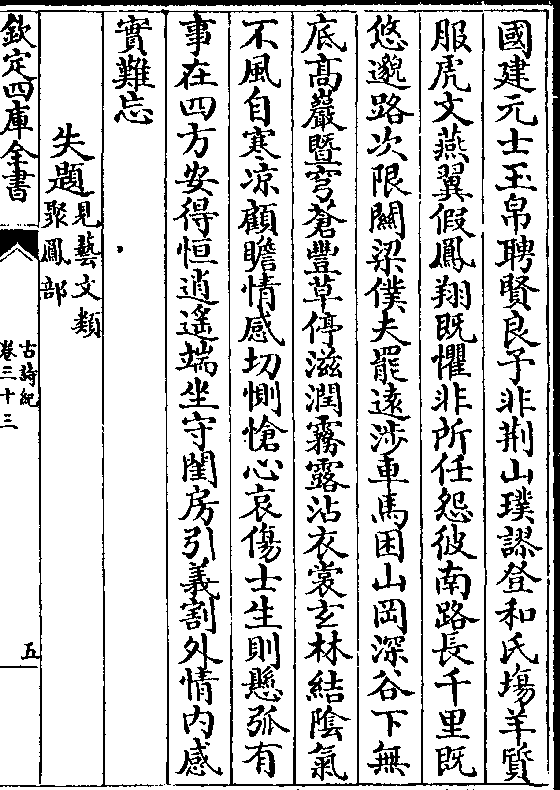 國建元士玉帛聘賢良子非荆山璞謬登和氏塲羊質
服虎文燕翼假鳳翔既懼非所任怨彼南路長千里既
悠邈路次限關梁僕夫罷遠涉車馬困山岡深谷下無
底髙巖暨穹蒼豐草停滋潤霧露沾衣裳玄林結陰氣
不風自寒凉顧瞻情感切惻愴心哀傷士生則懸弧有
事在四方安得恒逍遙端坐守閨房引義割外情内感
實難忘
失題見藝文類
聚鳳部
欽定四庫全書
古詩紀
卷三十三
五